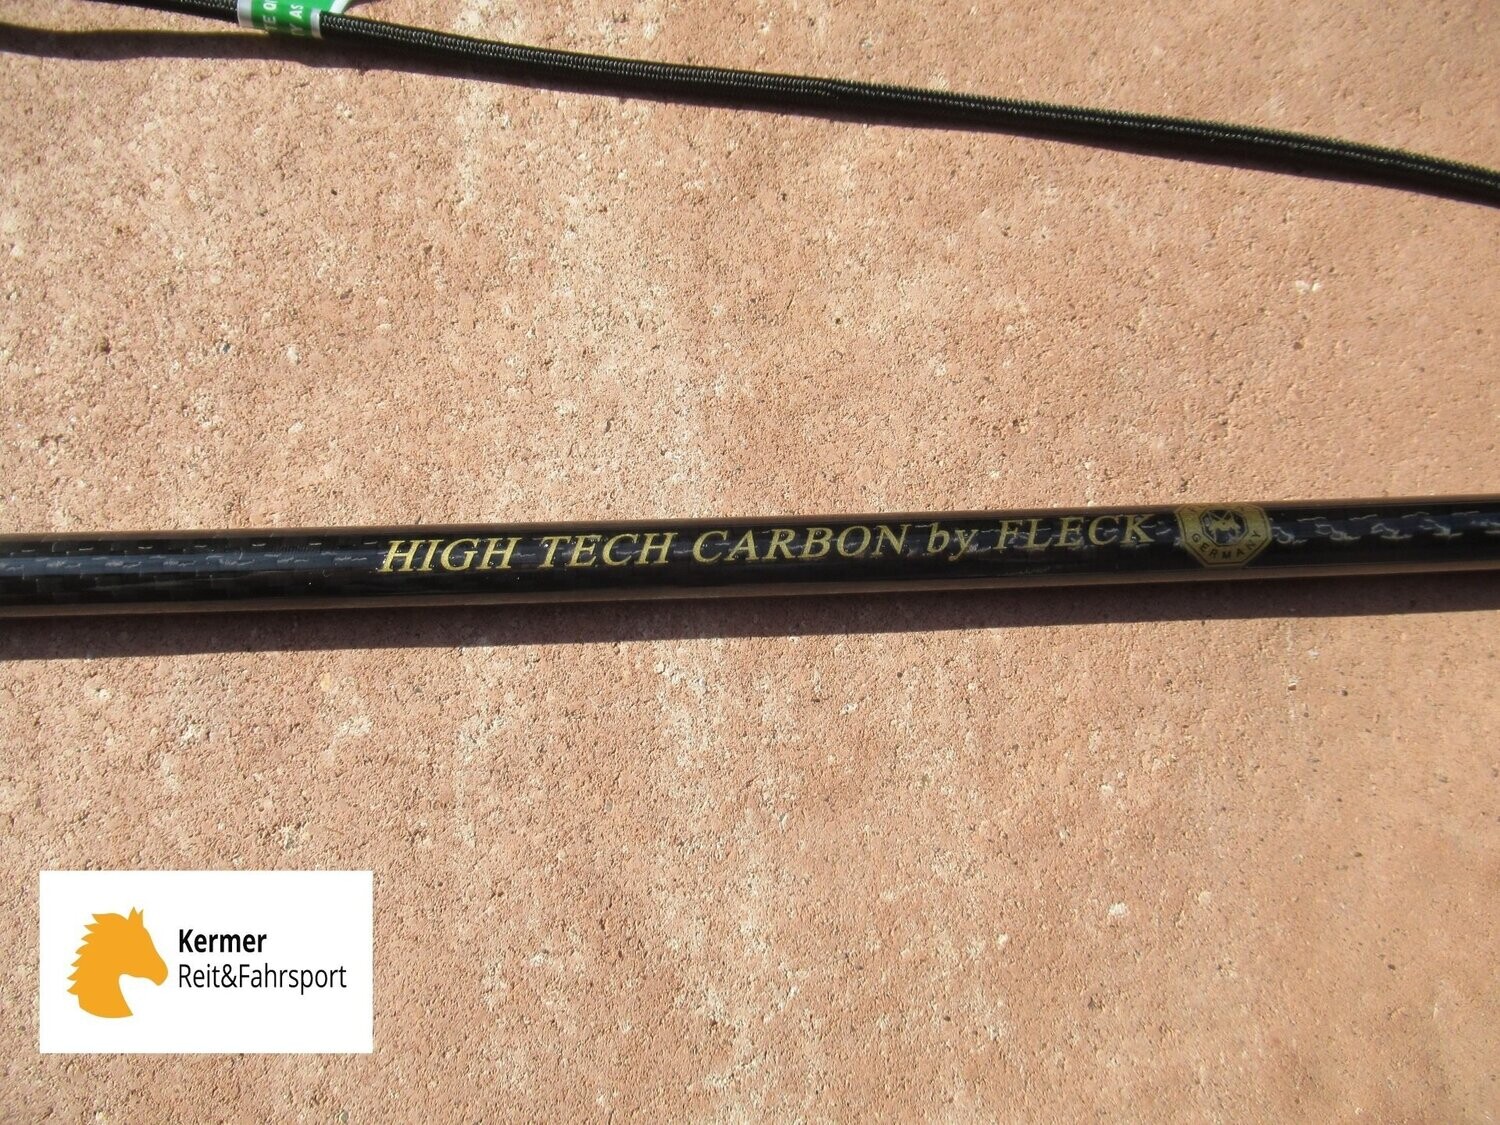 HIGH TECH CARBON by FLECK
GERMANY
Kermer
Reit&Fahrsport